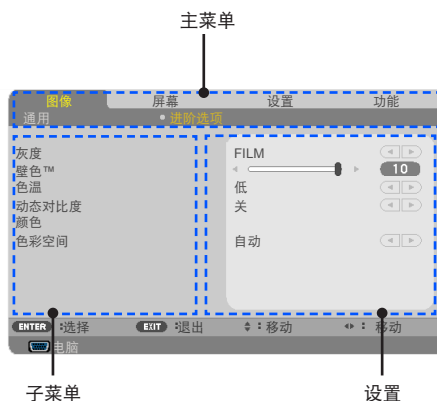 主菜单
图像 屏幕 设置 功能
通用 • 进阶选项
灰度 FILM
壁色™ 10
色温 低
动态对比度 关
颜色
色彩空间 自动
ENTER :选择 EXIT :退出 :移动 :移动
电脑
子菜单 设置